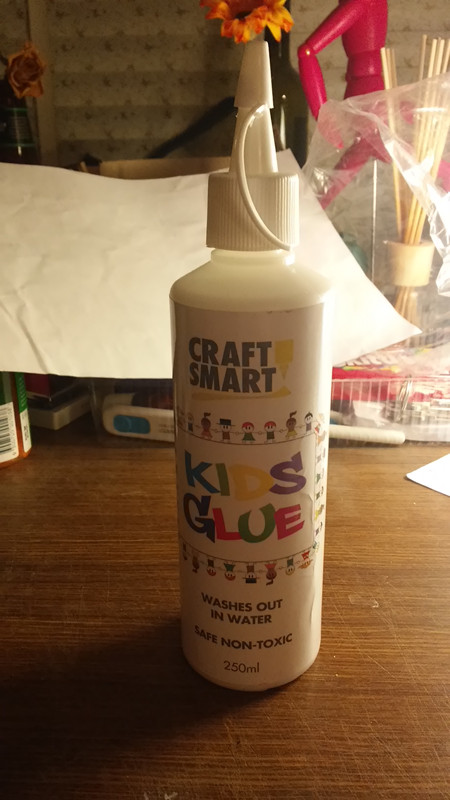 CRAFT
SMART
KIDS
GLUE
WASHES OUT
IN WATER
SAFE NON-TOXIC
250ml